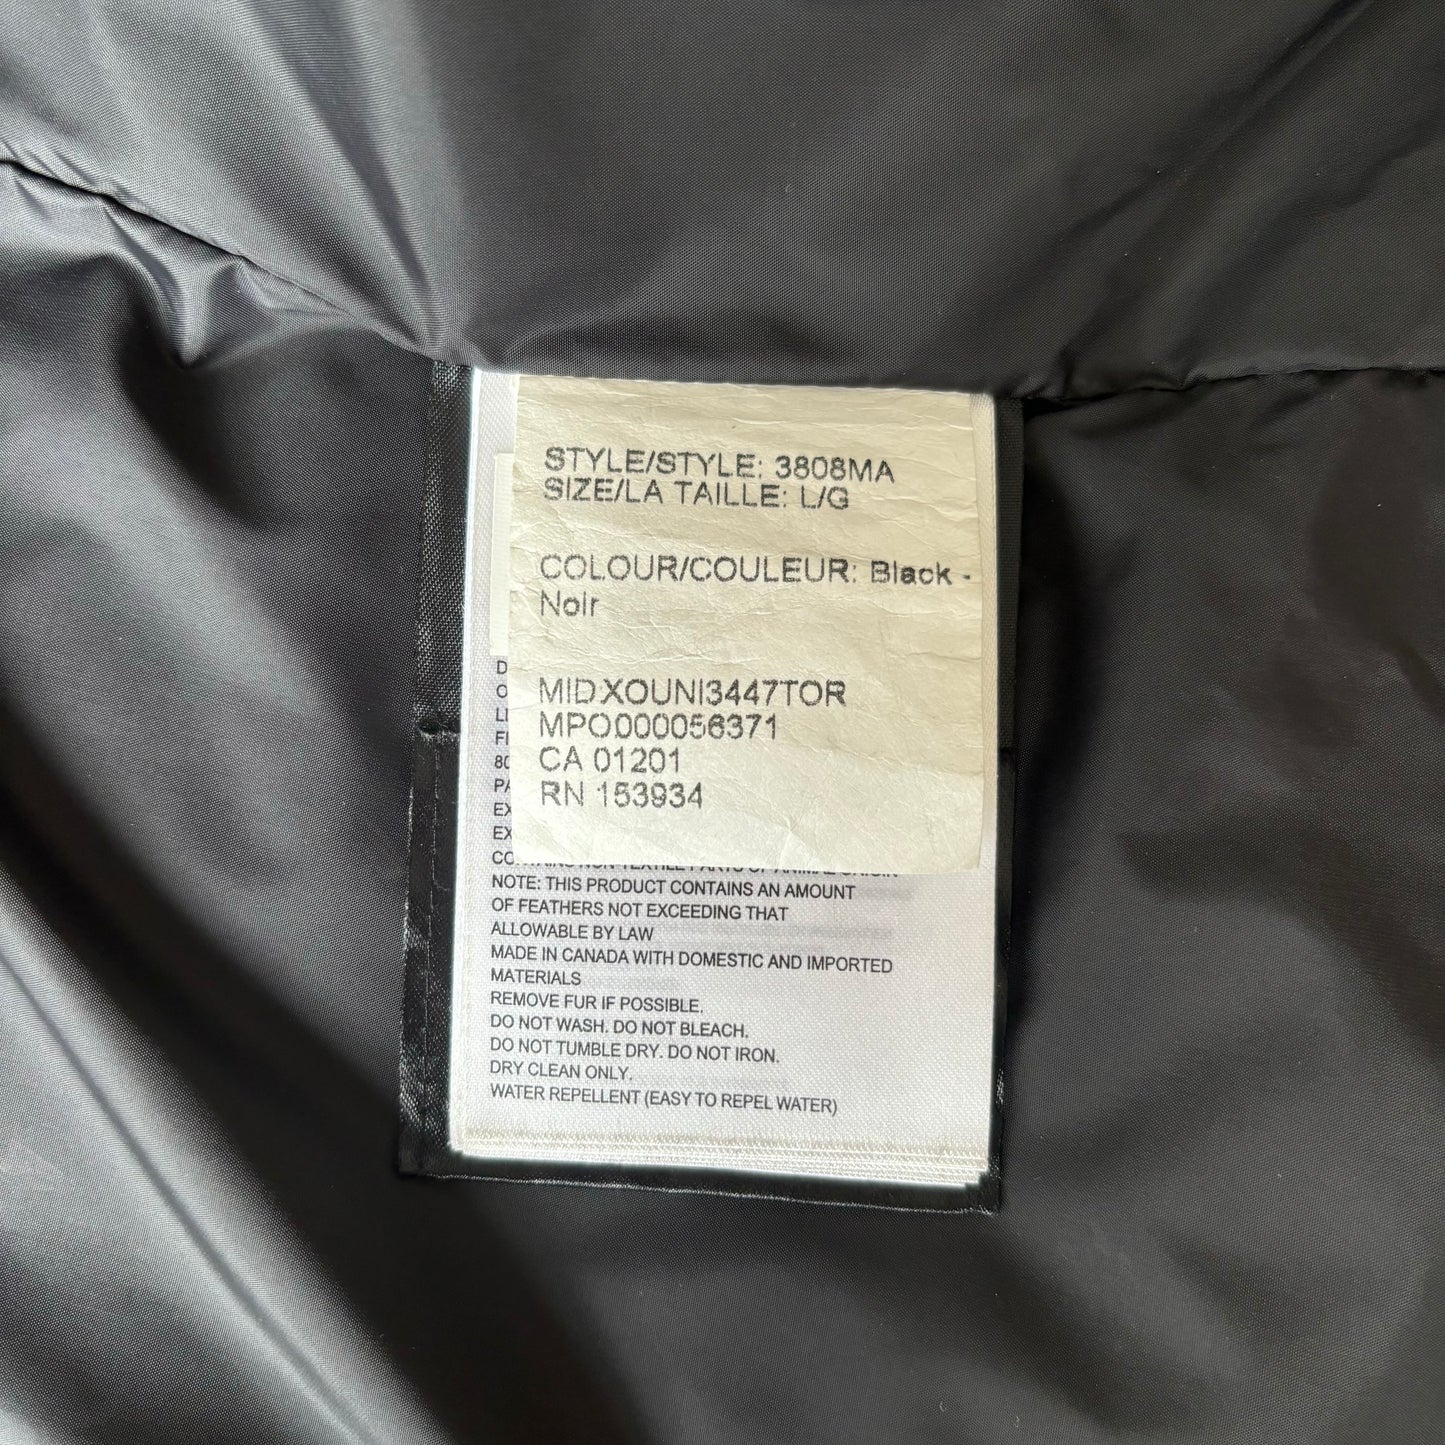 STYLE/STYLE: 3808MA
SIZE/LA TAILLE: L/G
COLOUR/COULEUR: Black -
Noir
MIDXOUNI3447TOR
MPO000056371
CA 01201
RN 153934
NOTE: THIS PRODUCT CONTAINS AN AMOUNT
OF FEATHERS NOT EXCEEDING THAT
ALLOWABLE BY LAW
MADE IN CANADA WITH DOMESTIC AND IMPORTED
MATERIALS
REMOVE FUR IF POSSIBLE.
DO NOT WASH. DO NOT BLEACH.
DO NOT TUMBLE DRY. DO NOT IRON.
DRY CLEAN ONLY.
WATER REPELLENT (EASY TO REPEL WATER)